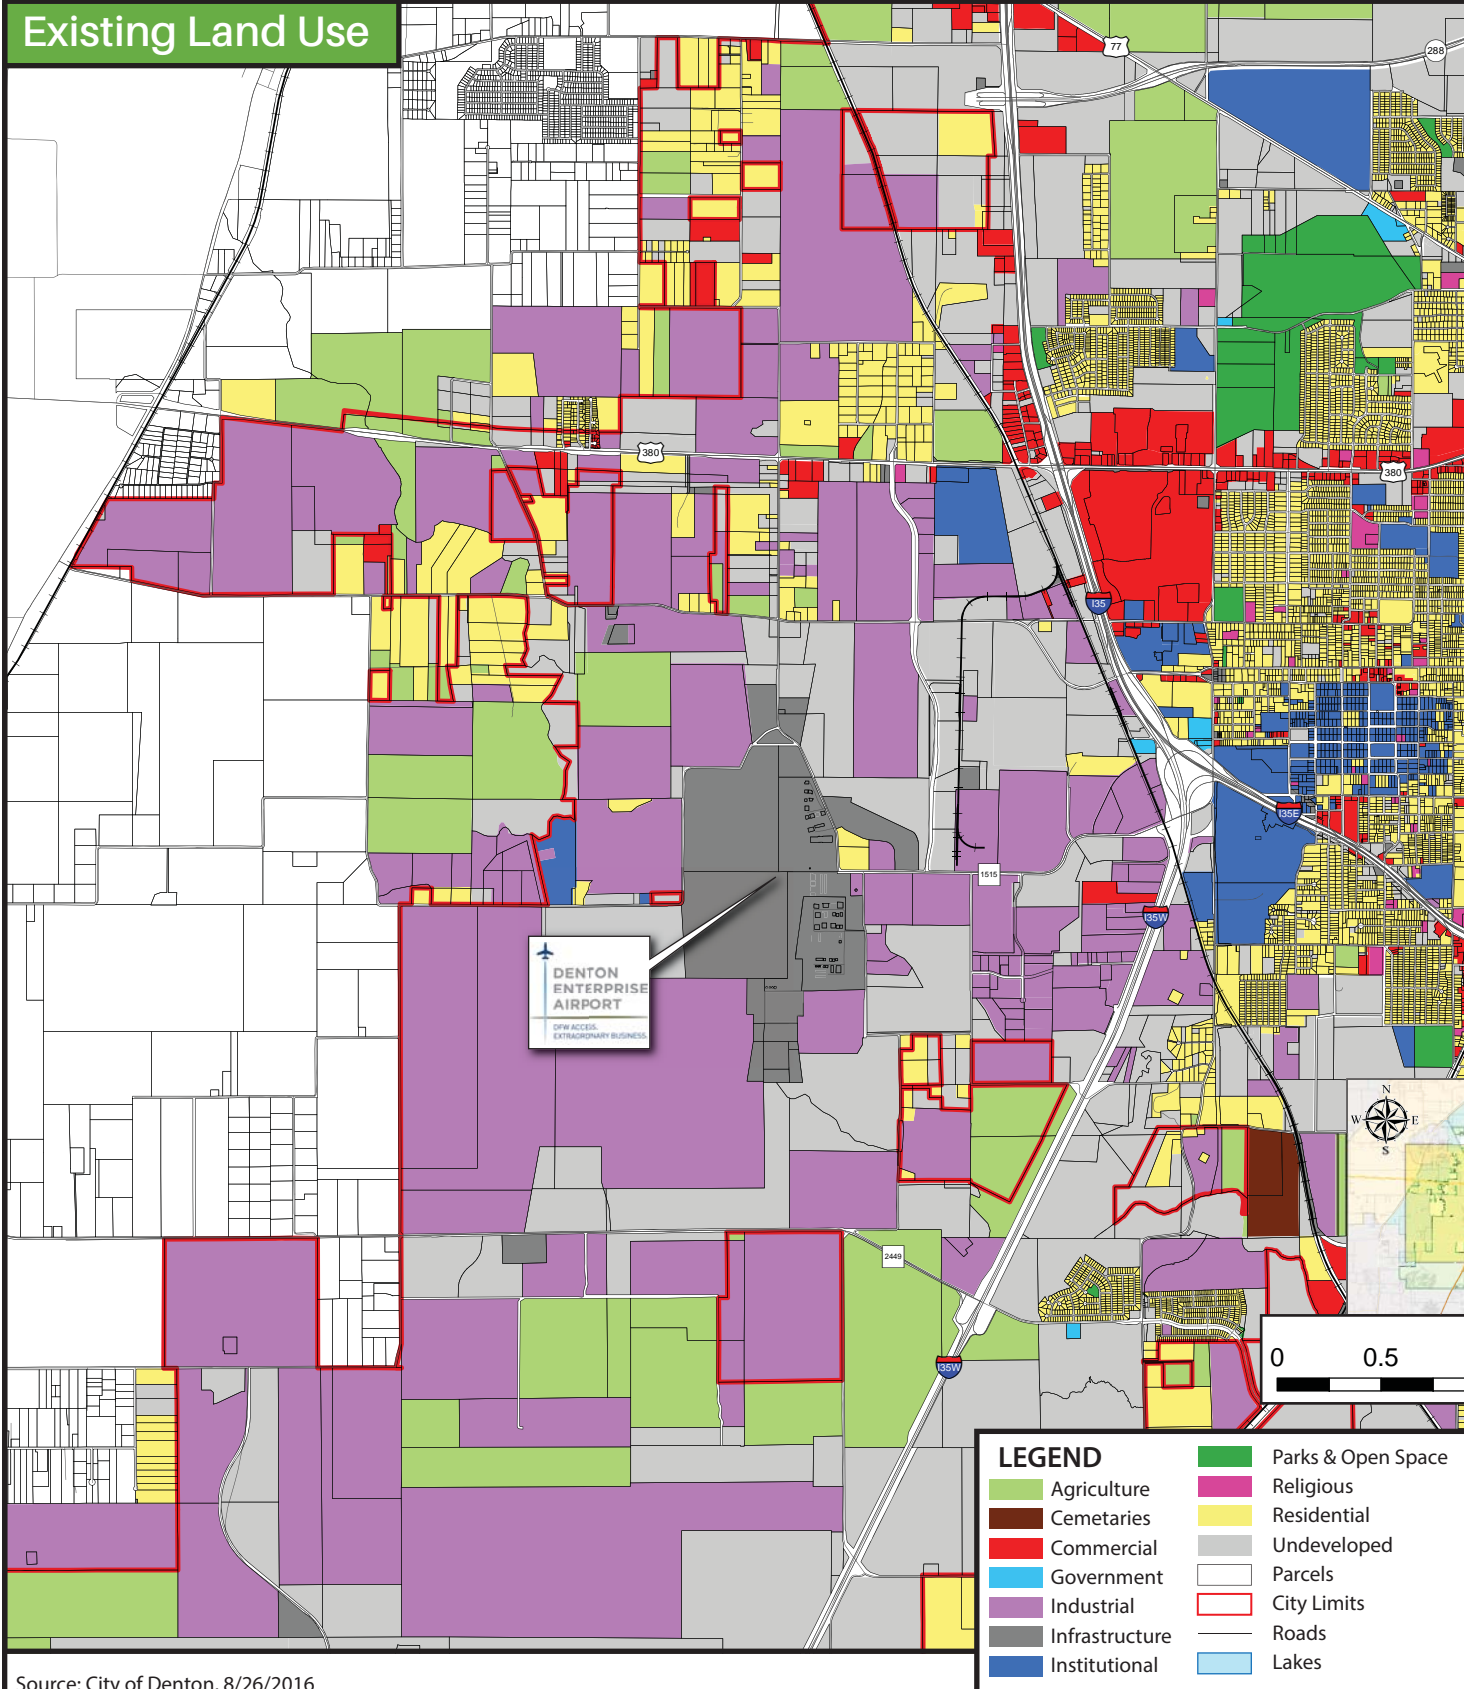 Existing Land Use
77
288
380
380
I35
I35E
1515
I35W
DENTON
ENTERPRISE
AIRPORT
DFW ACCESS.
EXTRAORDINARY BUSINESS.
N
W
E
S
2449
I35W
0
0.5
LEGEND
Agriculture
Cemetaries
Commercial
Government
Industrial
Infrastructure
Institutional
Parks & Open Space
Religious
Residential
Undeveloped
Parcels
City Limits
Roads
Lakes
Source: City of Denton, 8/26/2016